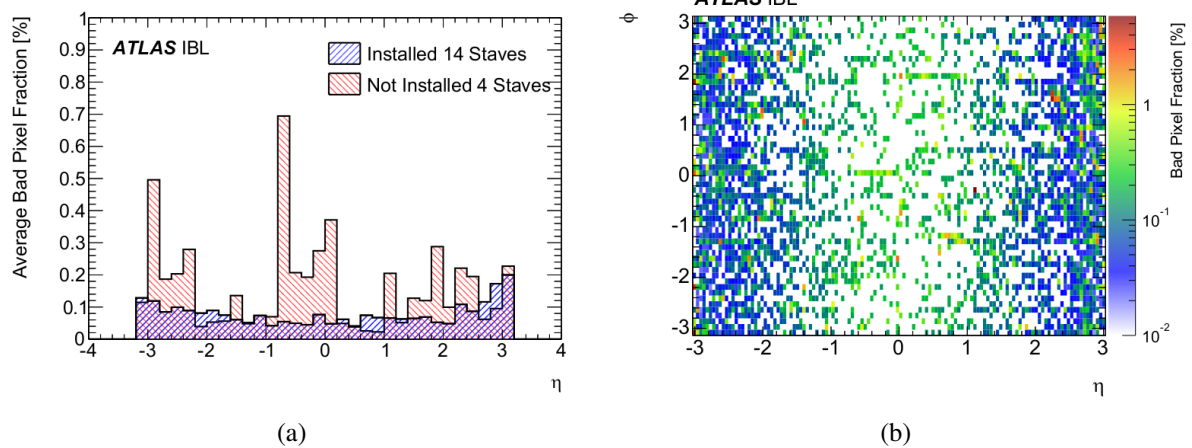 Average Bad Pixel Fraction [%]
1
0.9
0.8
0.7
0.6
0.5
0.4
0.3
0.2
0.1
0
-4 -3 -2 -1 0 1 2 3 4
η
ATLAS IBL
Installed 14 Staves
Not Installed 4 Staves
(a)
ATLAS IBL
φ
3
2
1
0
-1
-2
-3
-3 -2 -1 0 1 2 3
η
Bad Pixel Fraction [%]
1
10⁻¹
10⁻²
(b)